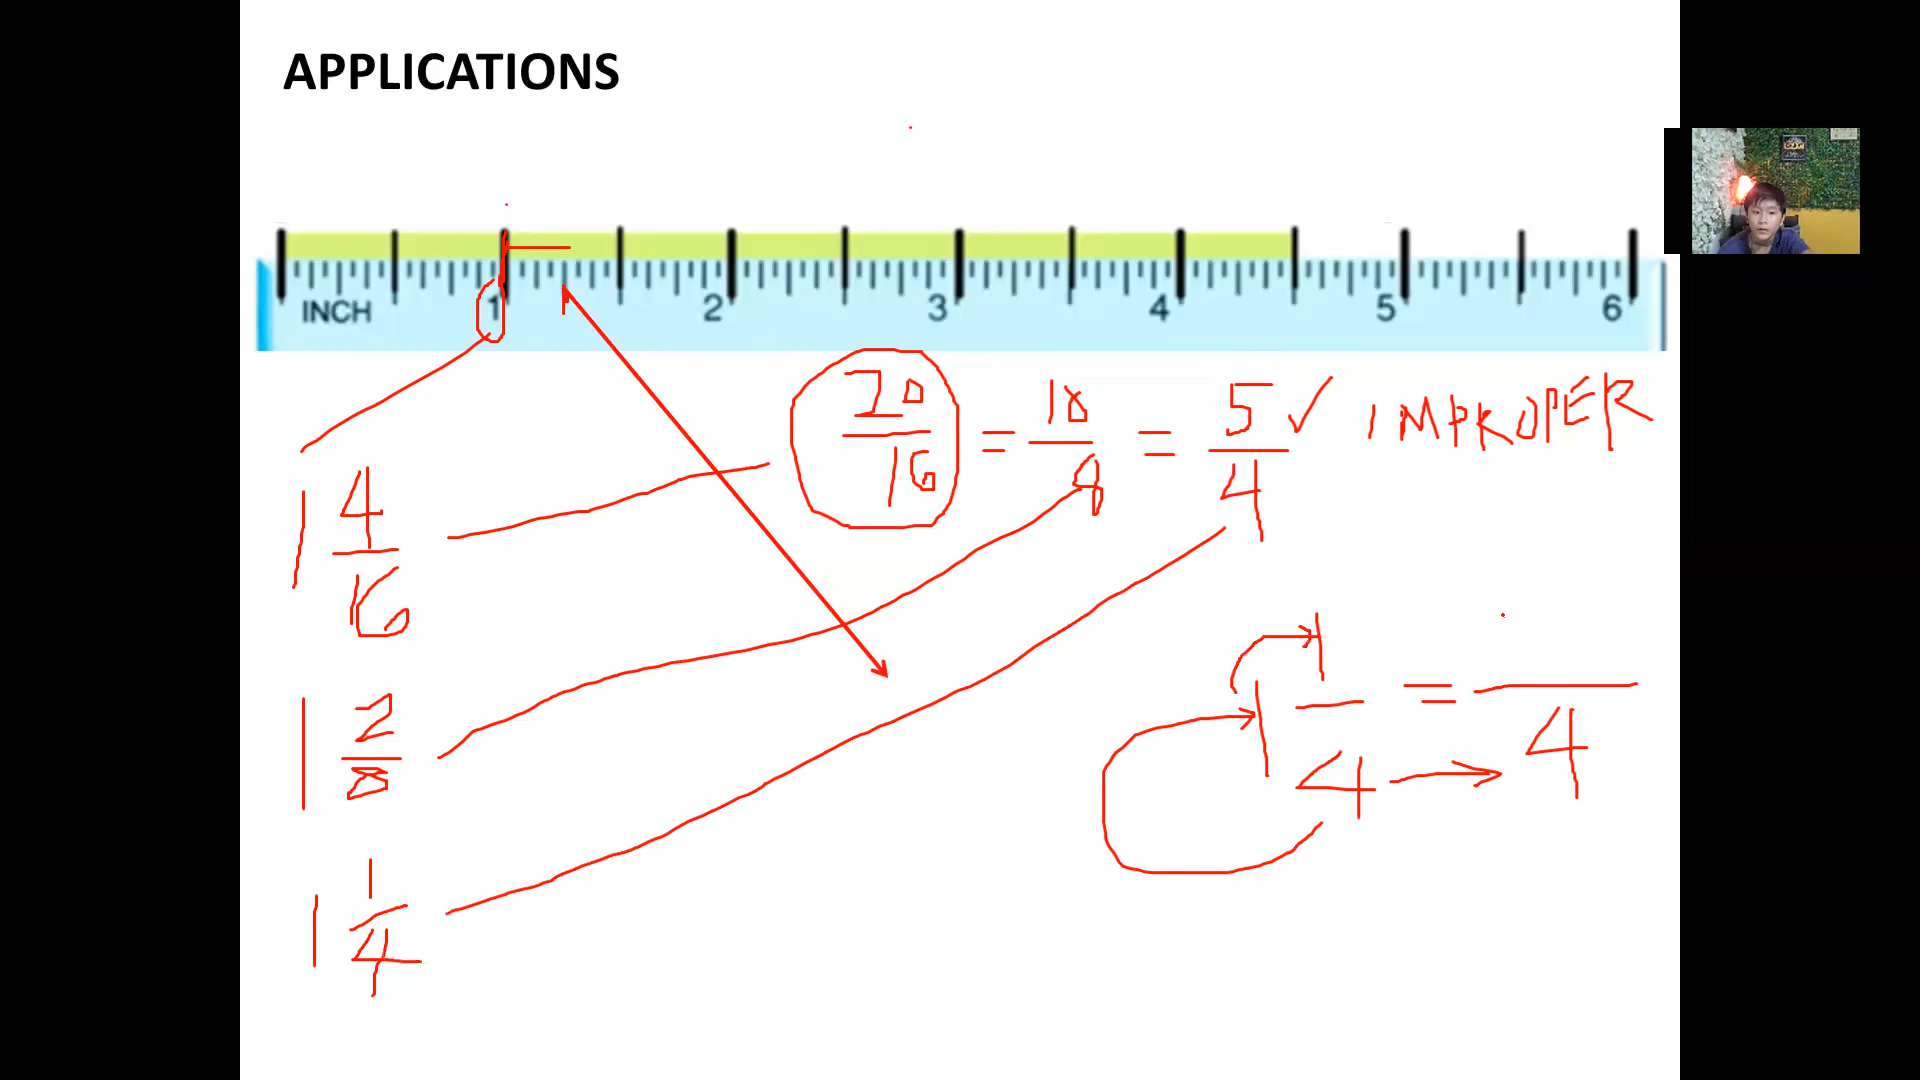 APPLICATIONS
INCH 1 2 3 4 5 6
20/16 = 10/8 = 5/4 ✓ IMPROPER
1 4/16
1 2/8
1 1/4
1 1/4 = /4